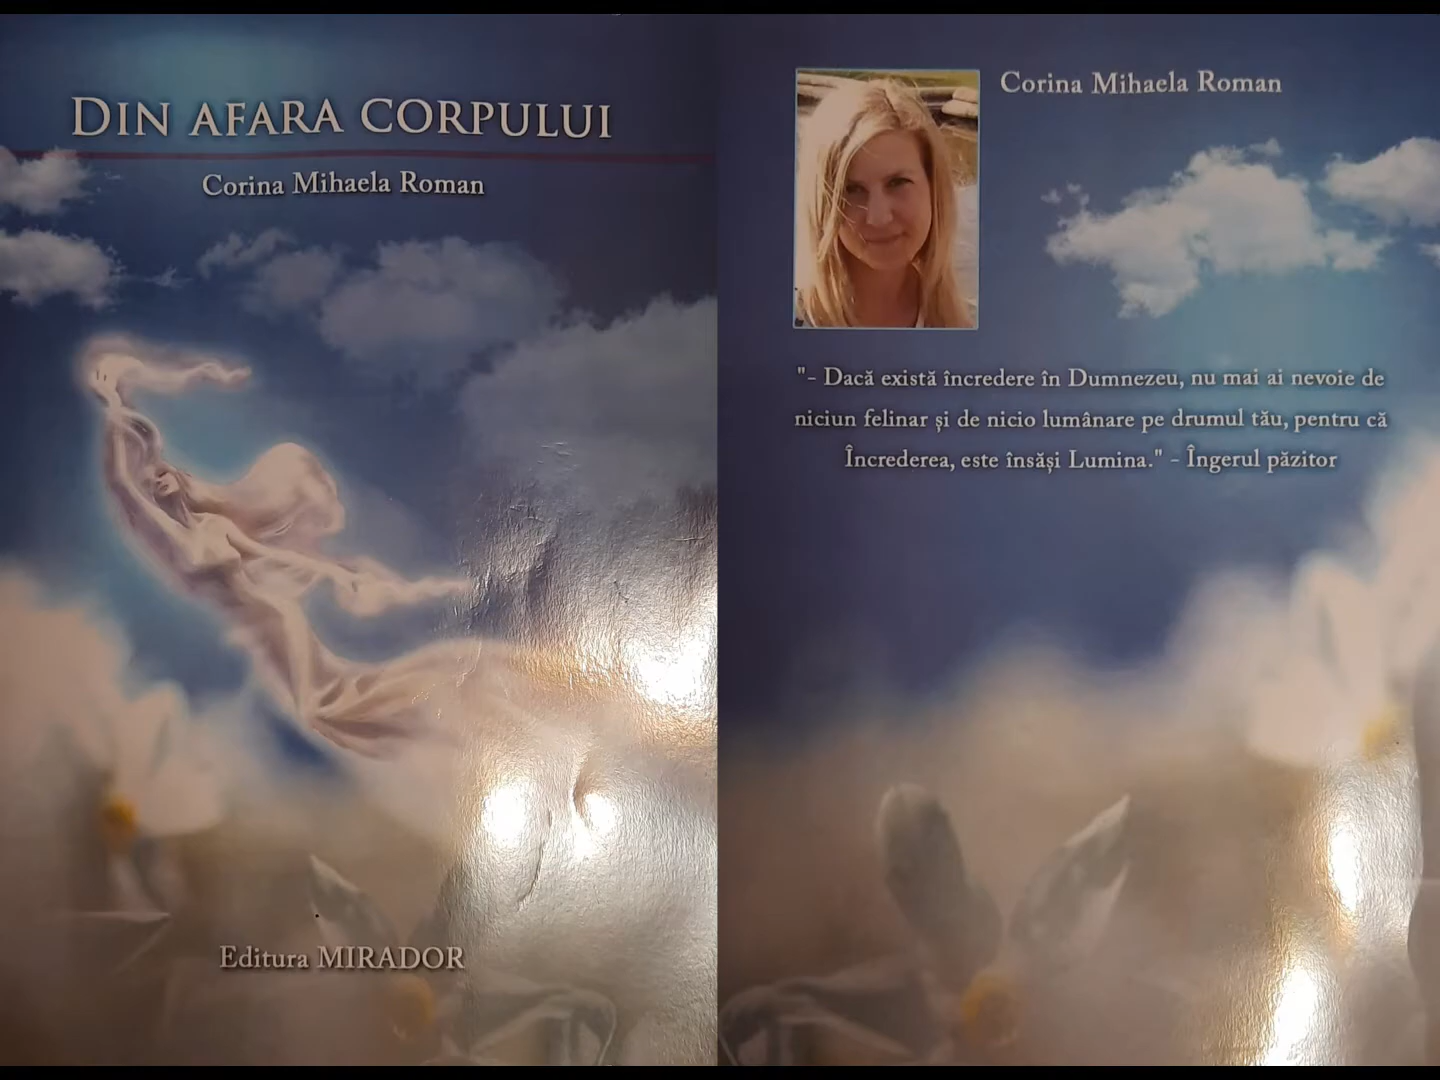 DIN AFARA CORPULUI
Corina Mihaela Roman
Editura MIRADOR
Corina Mihaela Roman
"- Dacă există încredere în Dumnezeu, nu mai ai nevoie de
niciun felinar și de nicio lumânare pe drumul tău, pentru că
Încrederea, este însăși Lumina." - Îngerul păzitor